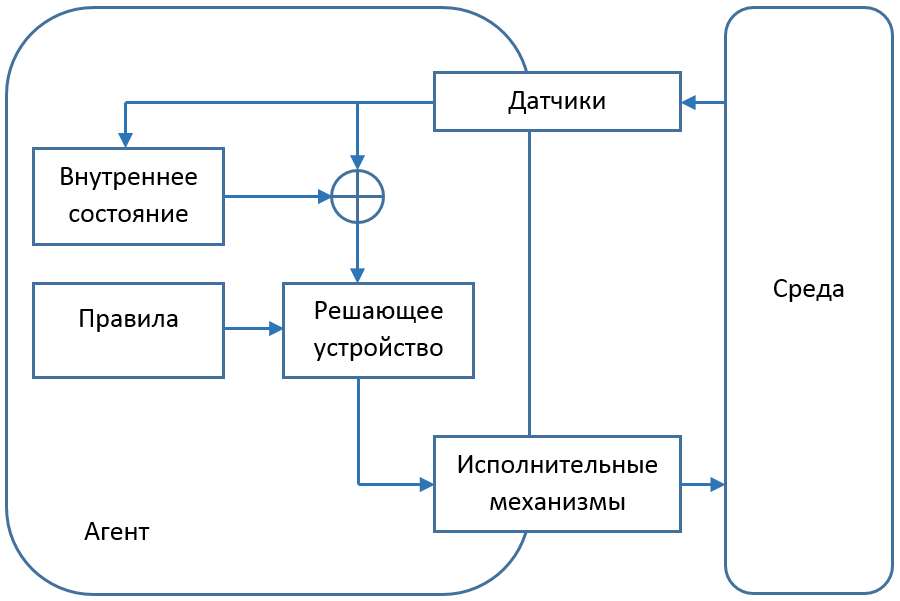 Датчики
Внутреннее
состояние
Правила
Решающее
устройство
Среда
Исполнительные
механизмы
Агент